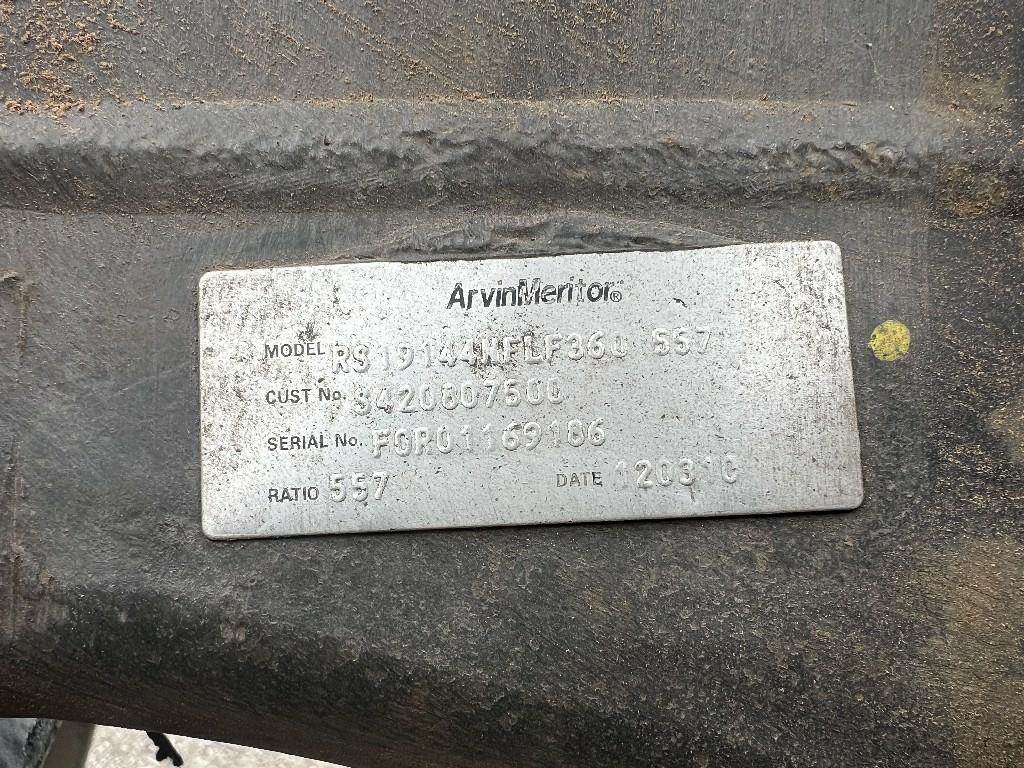 ArvinMeritor®
MODEL RS19144NFLF360 557
CUST No. S420807500
SERIAL No. FOR01169186
RATIO 557 DATE 120310